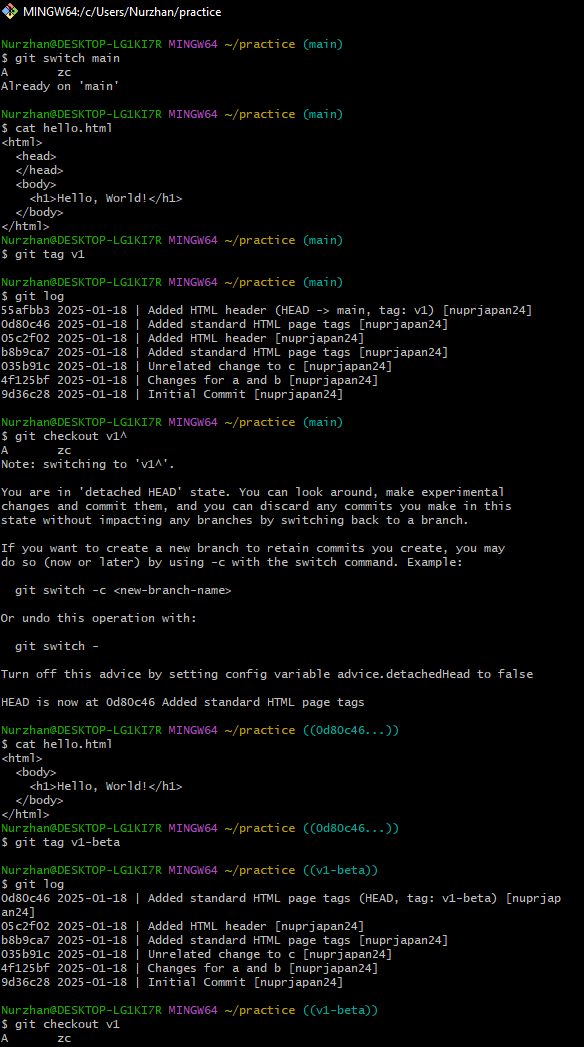 MINGW64:/c/Users/Nurzhan/practice
Nurzhan@DESKTOP-LG1KI7R MINGW64 ~/practice (main)
$ git switch main
A       zc
Already on 'main'
Nurzhan@DESKTOP-LG1KI7R MINGW64 ~/practice (main)
$ cat hello.html
<html>
  <head>
  </head>
  <body>
    <h1>Hello, World!</h1>
  </body>
</html>
Nurzhan@DESKTOP-LG1KI7R MINGW64 ~/practice (main)
$ git tag v1
Nurzhan@DESKTOP-LG1KI7R MINGW64 ~/practice (main)
$ git log
55afbb3 2025-01-18 | Added HTML header (HEAD -> main, tag: v1) [nuprjapan24]
0d80c46 2025-01-18 | Added standard HTML page tags [nuprjapan24]
05c2f02 2025-01-18 | Added HTML header [nuprjapan24]
b8b9ca7 2025-01-18 | Added standard HTML page tags [nuprjapan24]
035b91c 2025-01-18 | Unrelated change to c [nuprjapan24]
4f125bf 2025-01-18 | Changes for a and b [nuprjapan24]
9d36c28 2025-01-18 | Initial Commit [nuprjapan24]
Nurzhan@DESKTOP-LG1KI7R MINGW64 ~/practice (main)
$ git checkout v1^
A       zc
Note: switching to 'v1^'.
You are in 'detached HEAD' state. You can look around, make experimental
changes and commit them, and you can discard any commits you make in this
state without impacting any branches by switching back to a branch.
If you want to create a new branch to retain commits you create, you may
do so (now or later) by using -c with the switch command. Example:
  git switch -c <new-branch-name>
Or undo this operation with:
  git switch -
Turn off this advice by setting config variable advice.detachedHead to false
HEAD is now at 0d80c46 Added standard HTML page tags
Nurzhan@DESKTOP-LG1KI7R MINGW64 ~/practice ((0d80c46...))
$ cat hello.html
<html>
  <body>
    <h1>Hello, World!</h1>
  </body>
</html>
Nurzhan@DESKTOP-LG1KI7R MINGW64 ~/practice ((0d80c46...))
$ git tag v1-beta
Nurzhan@DESKTOP-LG1KI7R MINGW64 ~/practice ((v1-beta))
$ git log
0d80c46 2025-01-18 | Added standard HTML page tags (HEAD, tag: v1-beta) [nuprjap
an24]
05c2f02 2025-01-18 | Added HTML header [nuprjapan24]
b8b9ca7 2025-01-18 | Added standard HTML page tags [nuprjapan24]
035b91c 2025-01-18 | Unrelated change to c [nuprjapan24]
4f125bf 2025-01-18 | Changes for a and b [nuprjapan24]
9d36c28 2025-01-18 | Initial Commit [nuprjapan24]
Nurzhan@DESKTOP-LG1KI7R MINGW64 ~/practice ((v1-beta))
$ git checkout v1
A       zc